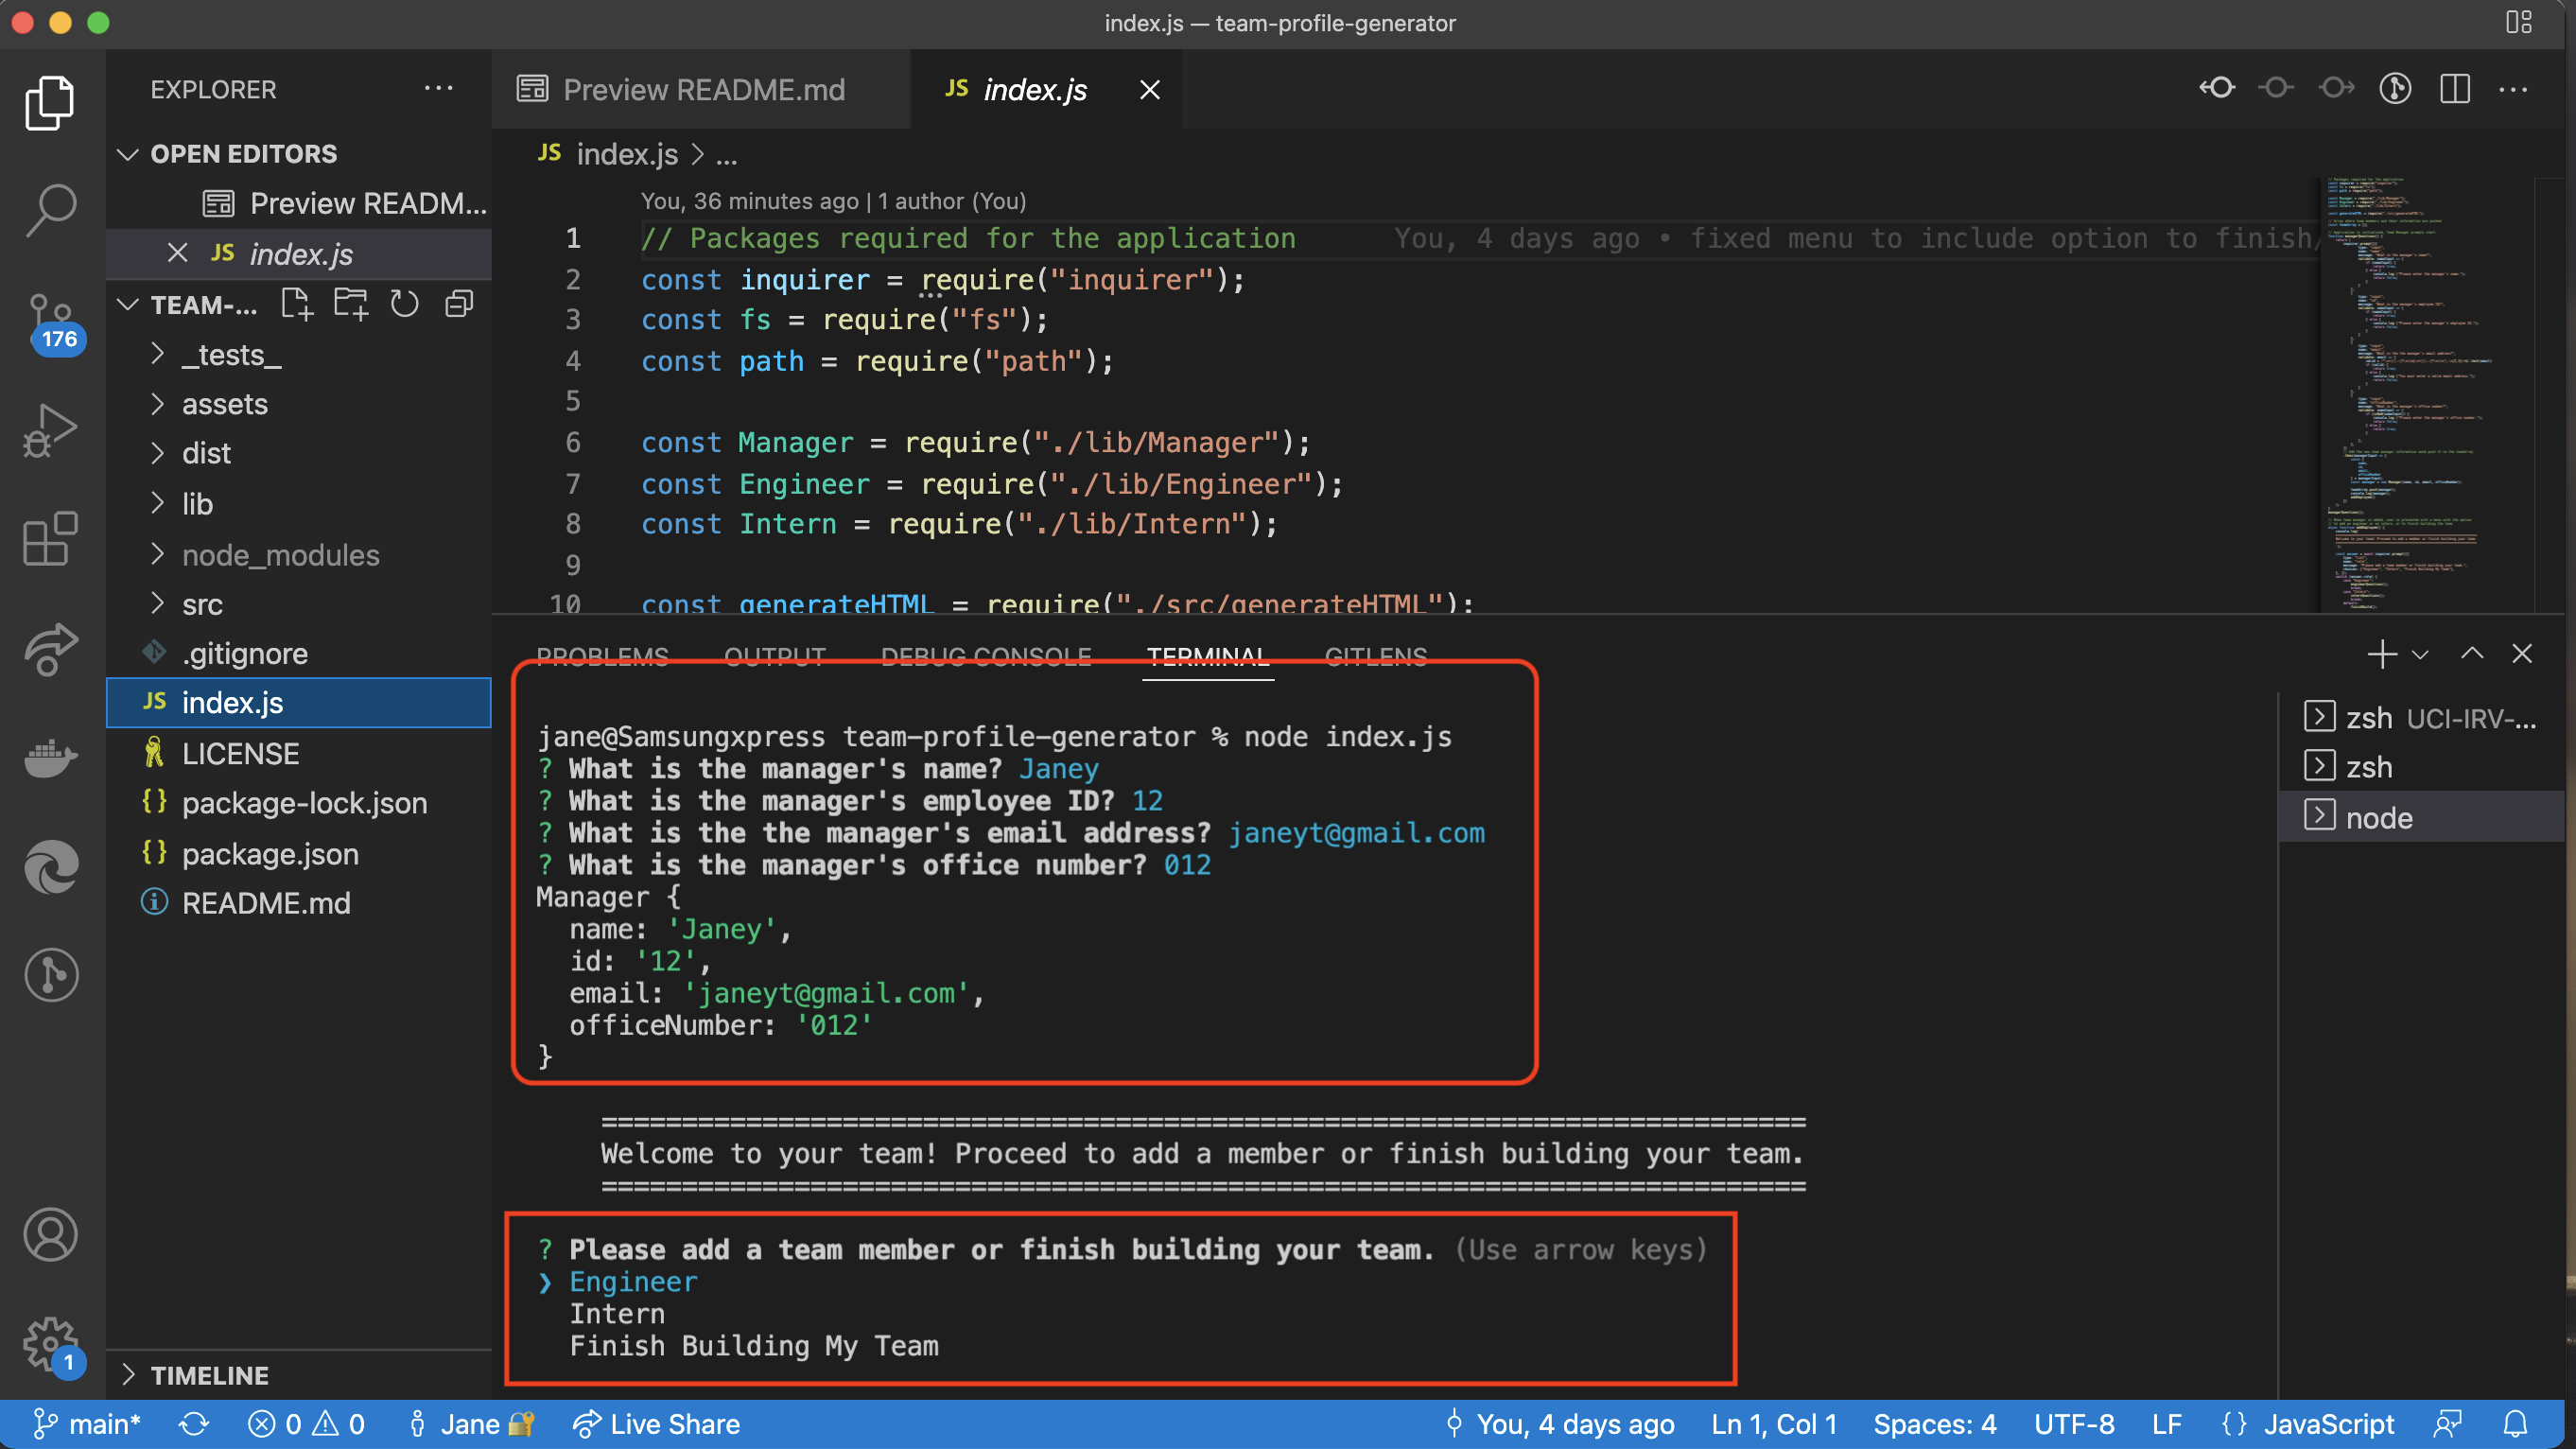 index.js — team-profile-generator
EXPLORER
Preview README.md
JS index.js
OPEN EDITORS
Preview READM...
JS index.js
TEAM-...
176
_tests_
assets
dist
lib
node_modules
src
.gitignore
JS index.js
LICENSE
{} package-lock.json
{} package.json
README.md
TIMELINE
1
JS index.js > ...
You, 36 minutes ago | 1 author (You)
1 // Packages required for the application You, 4 days ago • fixed menu to include option to finish/
2 const inquirer = require("inquirer");
3 const fs = require("fs");
4 const path = require("path");
5
6 const Manager = require("./lib/Manager");
7 const Engineer = require("./lib/Engineer");
8 const Intern = require("./lib/Intern");
9
10 const generateHTML = require("./src/generateHTML");
PROBLEMS OUTPUT DEBUG CONSOLE TERMINAL GITLENS
jane@Samsungxpress team-profile-generator % node index.js
? What is the manager's name? Janey
? What is the manager's employee ID? 12
? What is the the manager's email address? janeyt@gmail.com
? What is the manager's office number? 012
Manager {
name: 'Janey',
id: '12',
email: 'janeyt@gmail.com',
officeNumber: '012'
}
===========================================================================
Welcome to your team! Proceed to add a member or finish building your team.
===========================================================================
? Please add a team member or finish building your team. (Use arrow keys)
❯ Engineer
Intern
Finish Building My Team
zsh UCI-IRV-...
zsh
node
main* 0 0 Jane Live Share You, 4 days ago Ln 1, Col 1 Spaces: 4 UTF-8 LF {} JavaScript